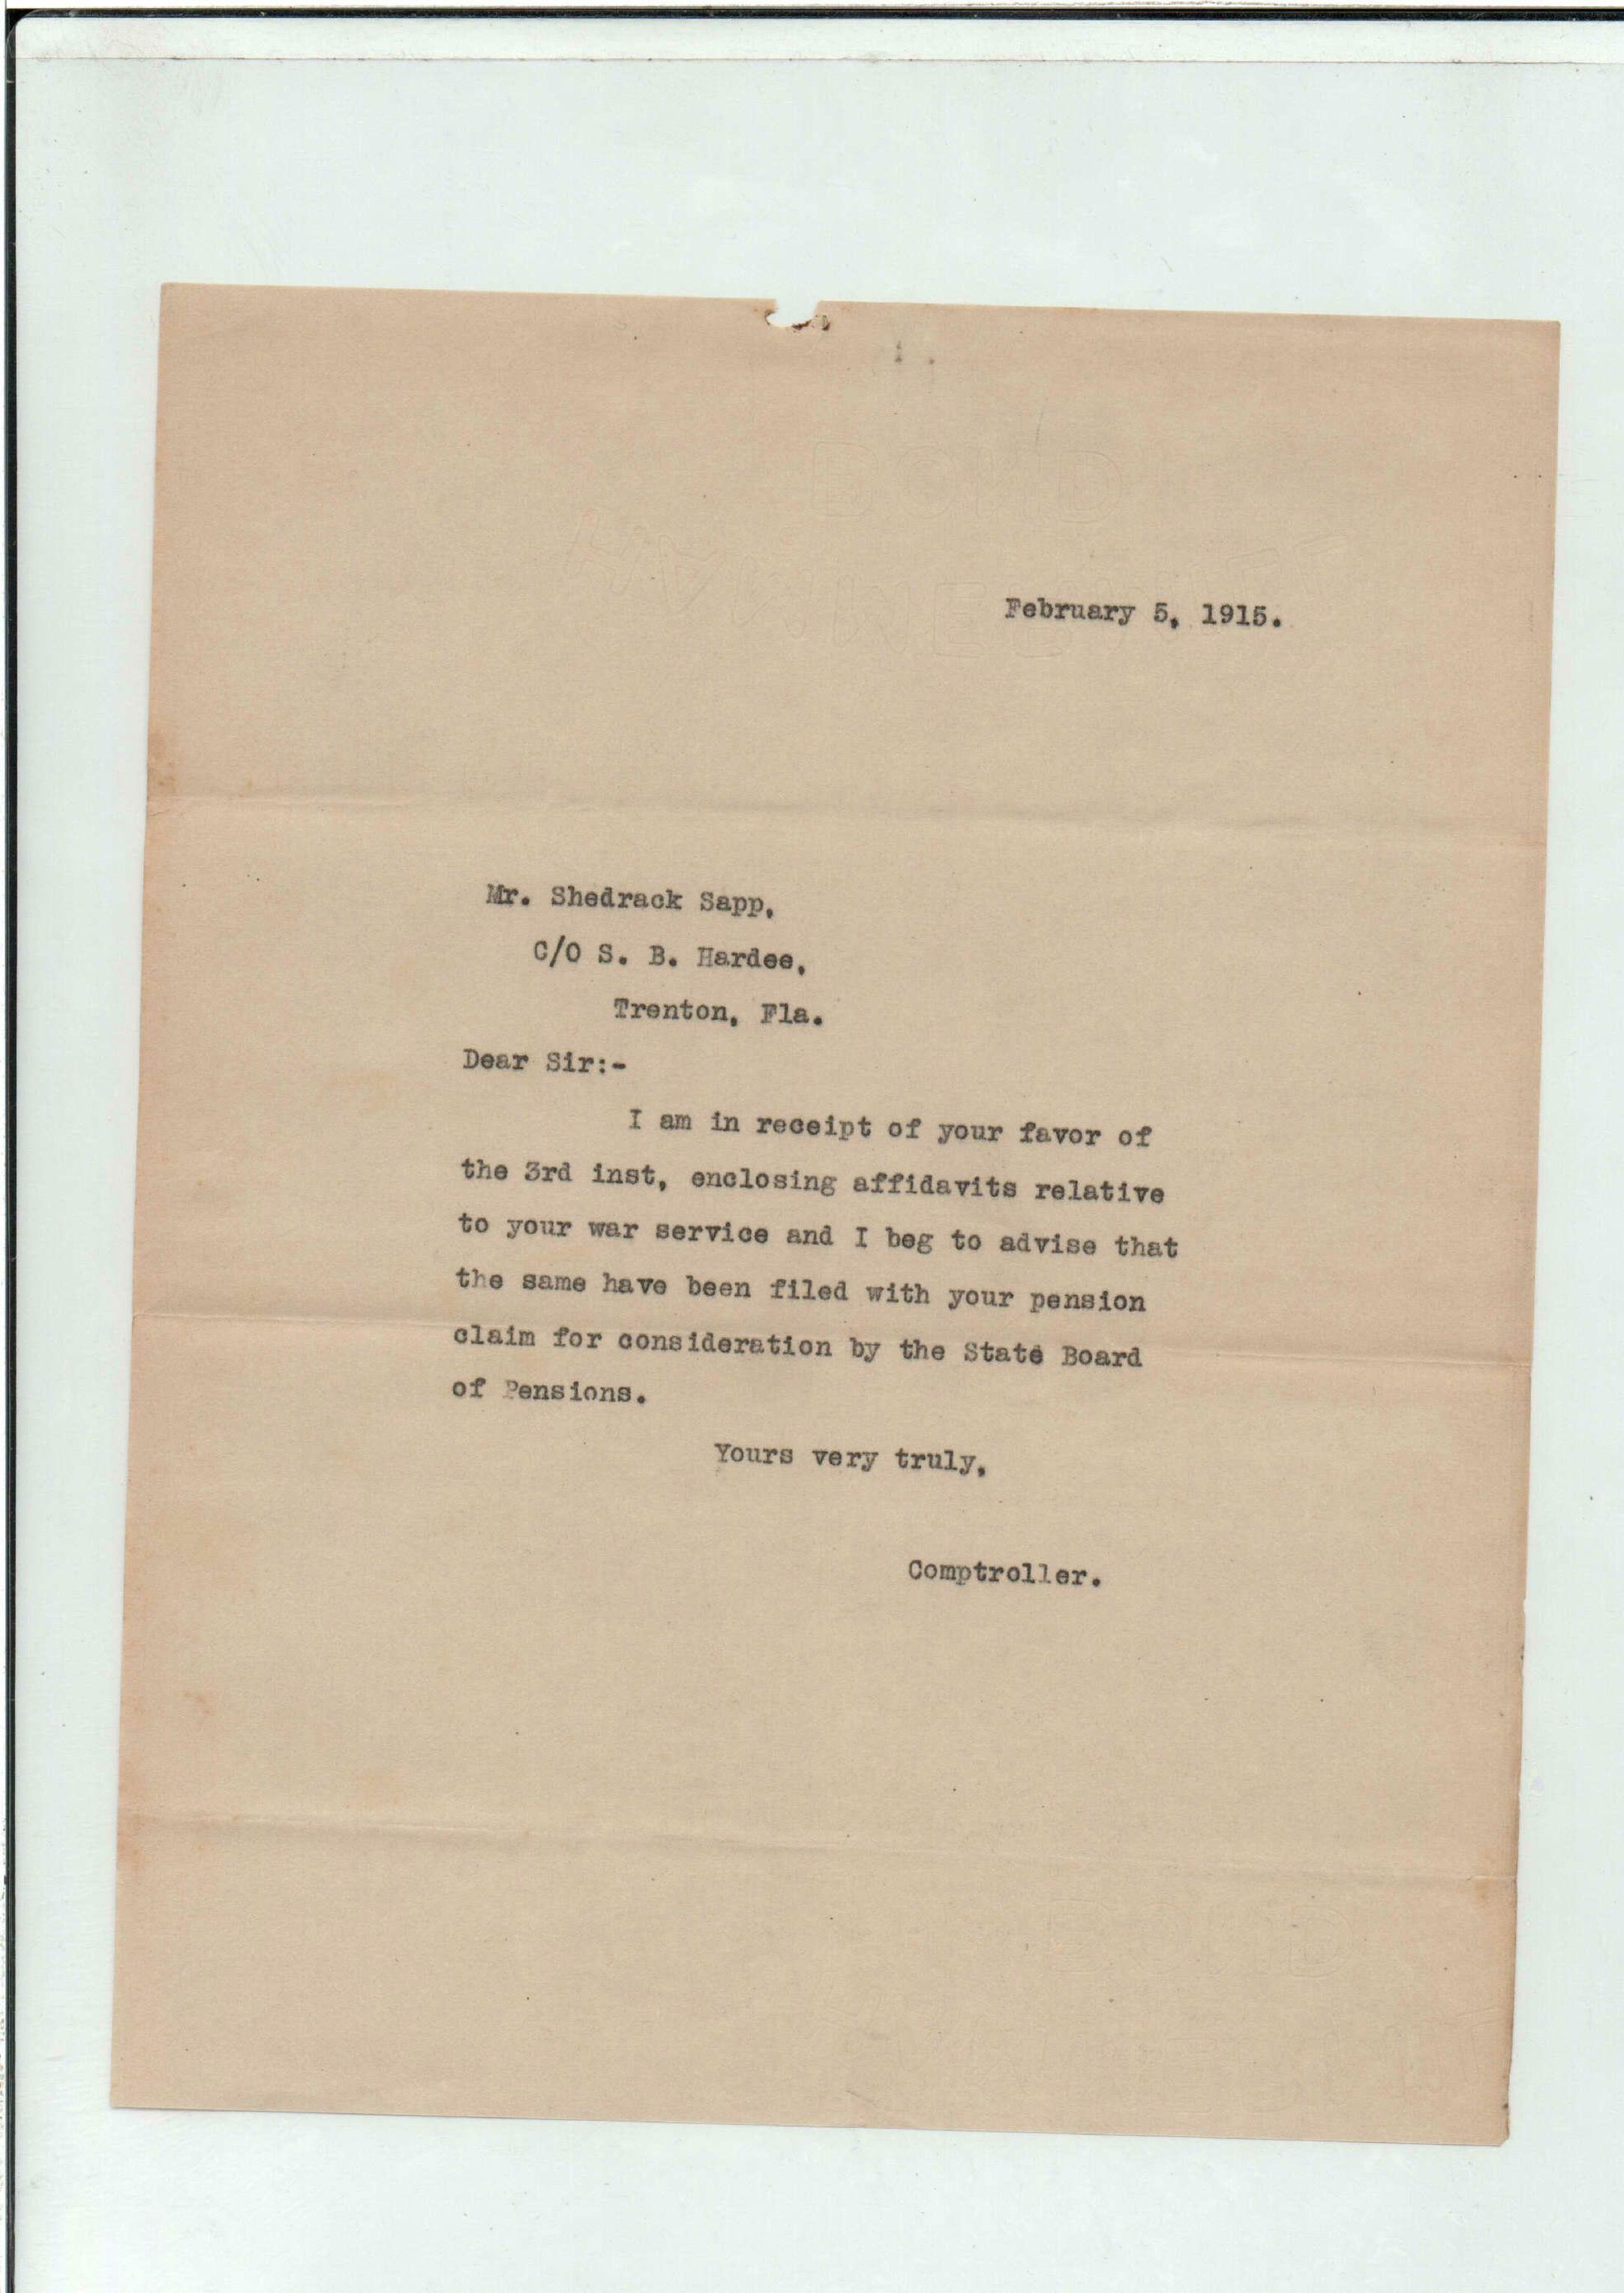 February 5, 1915.
Mr. Shedrack Sapp,
C/O S. B. Hardee,
Trenton, Fla.
Dear Sir:-
I am in receipt of your favor of
the 3rd inst, enclosing affidavits relative
to your war service and I beg to advise that
the same have been filed with your pension
claim for consideration by the State Board
of Pensions.
Yours very truly,
Comptroller.